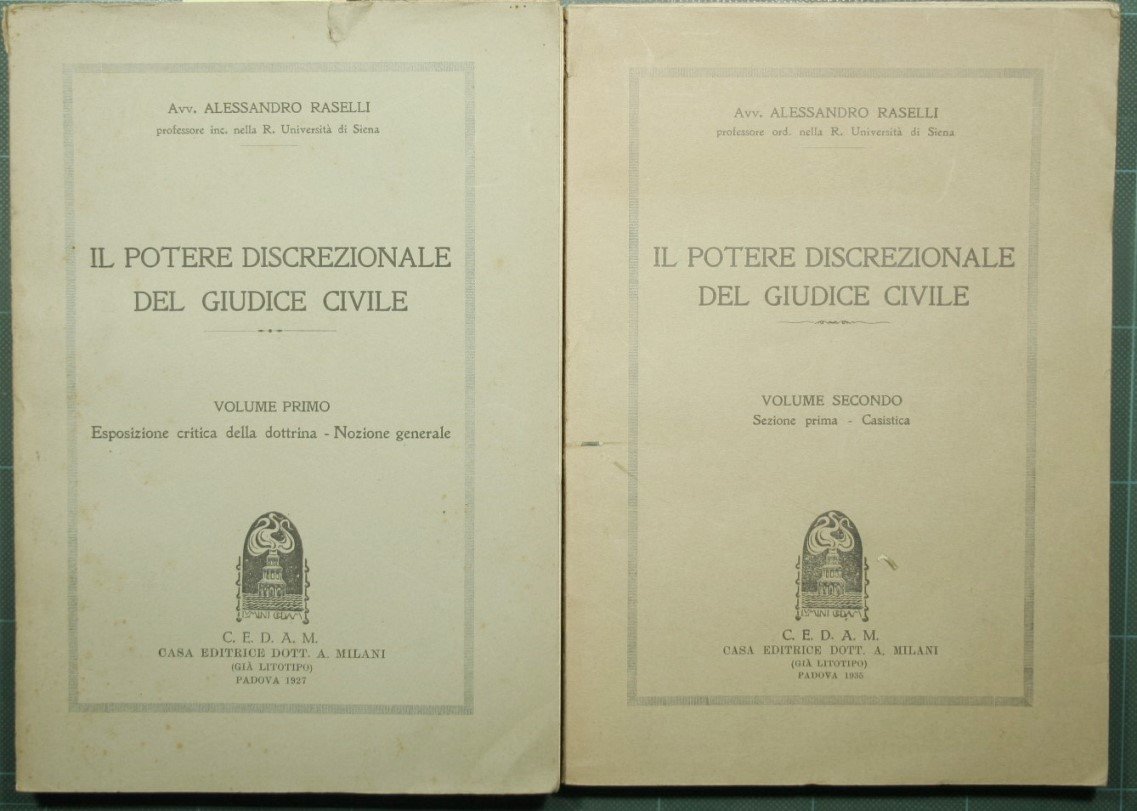 Avv. ALESSANDRO RASELLI
professore inc. nella R. Università di Siena
IL POTERE DISCREZIONALE
DEL GIUDICE CIVILE
VOLUME PRIMO
Esposizione critica della dottrina - Nozione generale
C. E. D. A. M.
CASA EDITRICE DOTT. A. MILANI
(GIÀ LITOTIPO)
PADOVA 1927
Avv. ALESSANDRO RASELLI
professore ord. nella R. Università di Siena
IL POTERE DISCREZIONALE
DEL GIUDICE CIVILE
VOLUME SECONDO
Sezione prima - Casistica
C. E. D. A. M.
CASA EDITRICE DOTT. A. MILANI
(GIÀ LITOTIPO)
PADOVA 1935